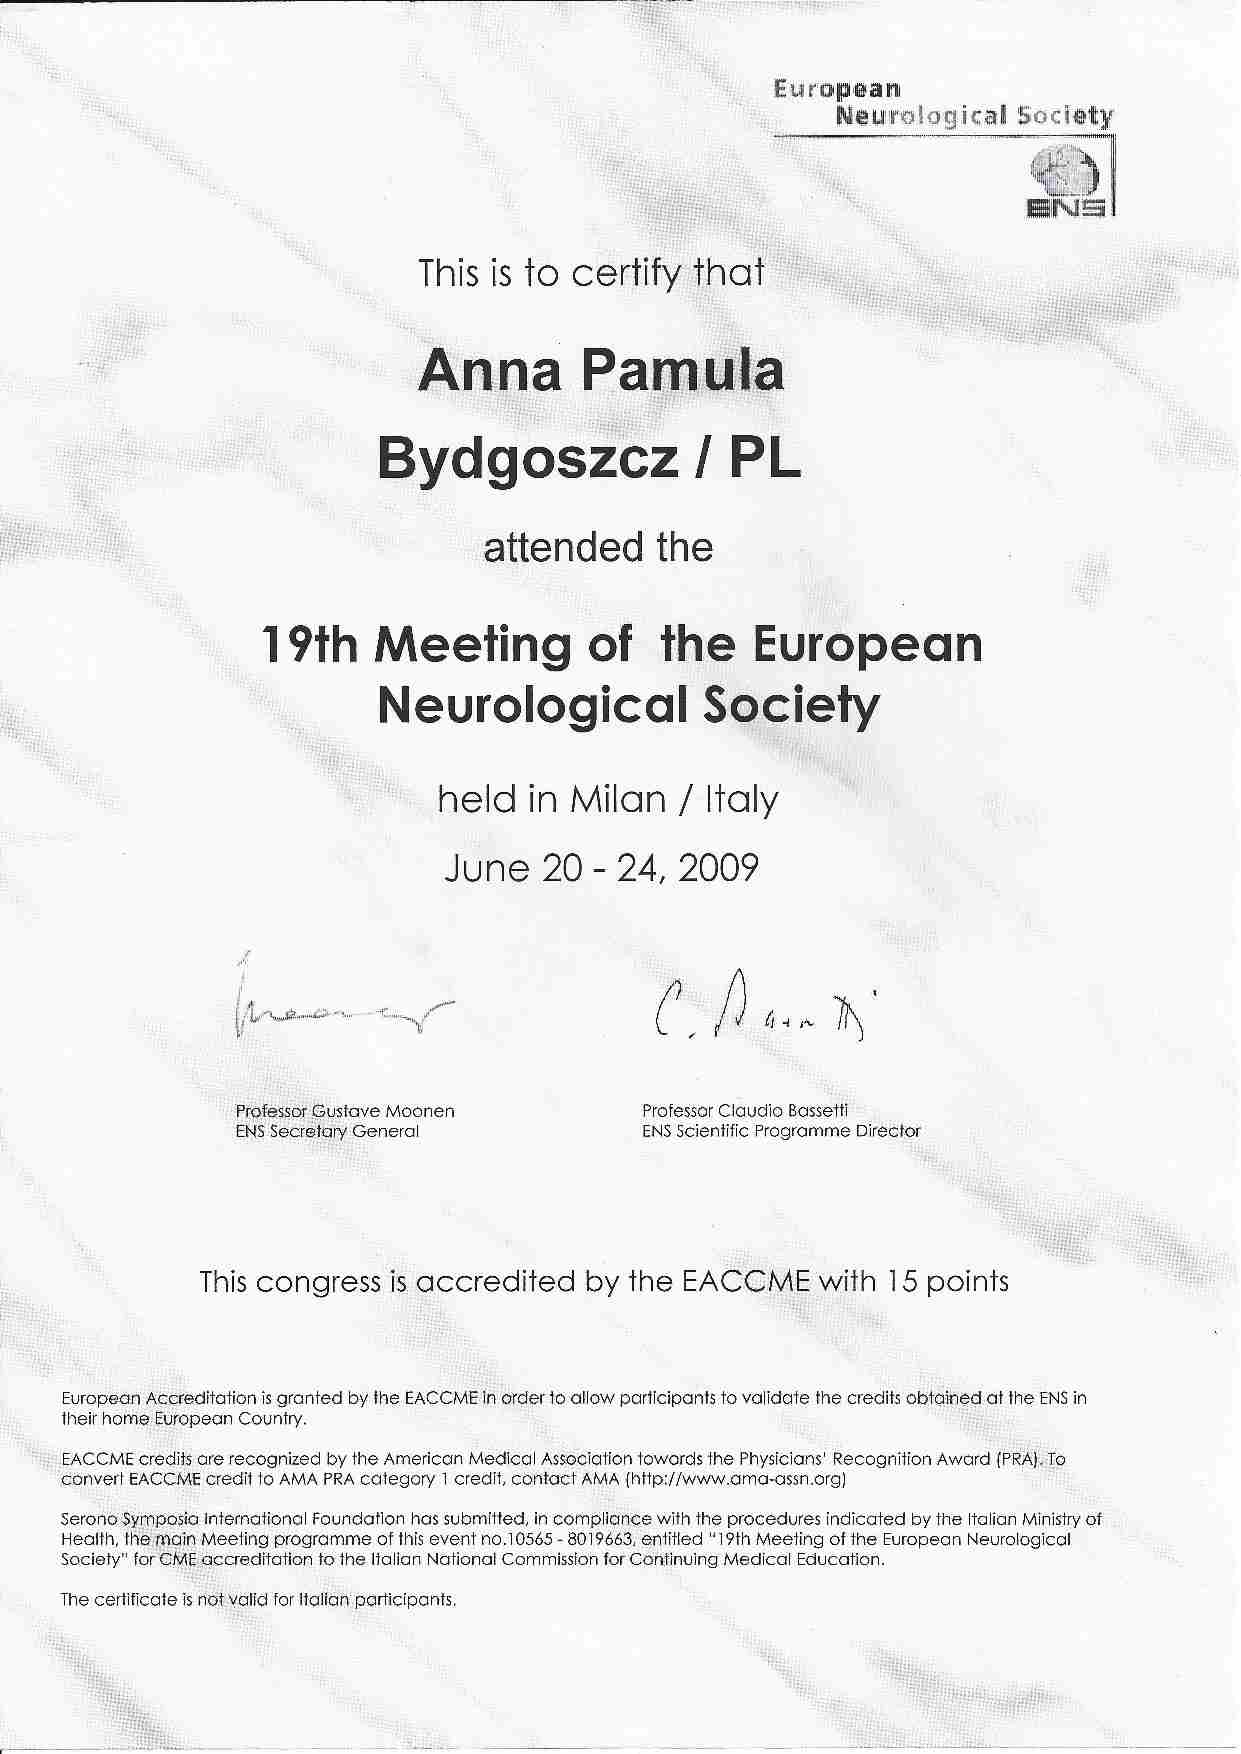 European
Neurological Society
ENS
This is to certify that
Anna Pamula
Bydgoszcz / PL
attended the
19th Meeting of the European
Neurological Society
held in Milan / Italy
June 20 - 24, 2009
C. Bassetti
Professor Gustave Moonen
ENS Secretary General
Professor Claudio Bassetti
ENS Scientific Programme Director
This congress is accredited by the EACCME with 15 points
European Accreditation is granted by the EACCME in order to allow participants to validate the credits obtained at the ENS in
their home European Country.
EACCME credits are recognized by the American Medical Association towards the Physicians' Recognition Award (PRA). To
convert EACCME credit to AMA PRA category 1 credit, contact AMA (http://www.ama-assn.org)
Serono Symposia International Foundation has submitted, in compliance with the procedures indicated by the Italian Ministry of
Health, the main Meeting programme of this event no.10565 - 8019663, entitled "19th Meeting of the European Neurological
Society" for CME accreditation to the Italian National Commission for Continuing Medical Education.
The certificate is not valid for Italian participants.